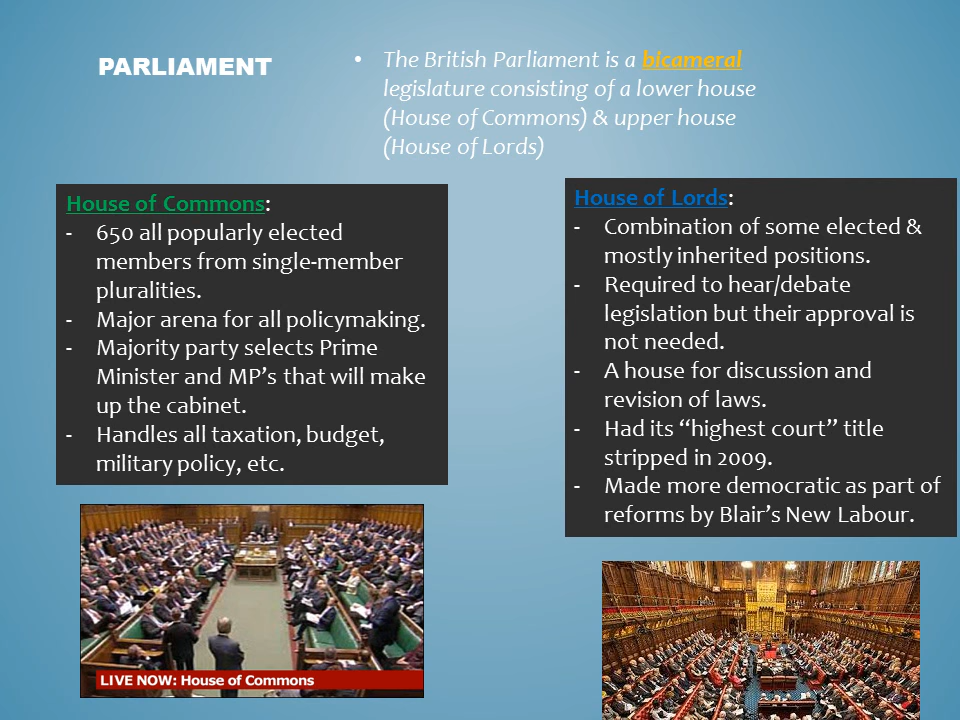 PARLIAMENT
• The British Parliament is a bicameral
legislature consisting of a lower house
(House of Commons) & upper house
(House of Lords)
House of Commons:
- 650 all popularly elected
members from single-member
pluralities.
- Major arena for all policymaking.
- Majority party selects Prime
Minister and MP’s that will make
up the cabinet.
- Handles all taxation, budget,
military policy, etc.
LIVE NOW: House of Commons
House of Lords:
- Combination of some elected &
mostly inherited positions.
- Required to hear/debate
legislation but their approval is
not needed.
- A house for discussion and
revision of laws.
- Had its “highest court” title
stripped in 2009.
- Made more democratic as part of
reforms by Blair’s New Labour.